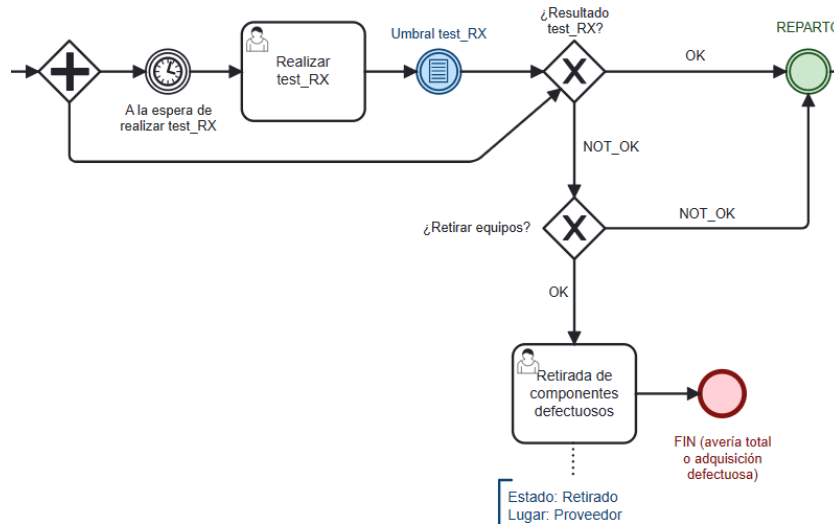 ¿Resultado
test_RX?
REPARTO
Umbral test_RX
Realizar
test_RX
OK
A la espera de
realizar test_RX
NOT_OK
¿Retirar equipos?
NOT_OK
OK
Retirada de
componentes
defectuosos
FIN (avería total
o adquisición
defectuosa)
Estado: Retirado
Lugar: Proveedor